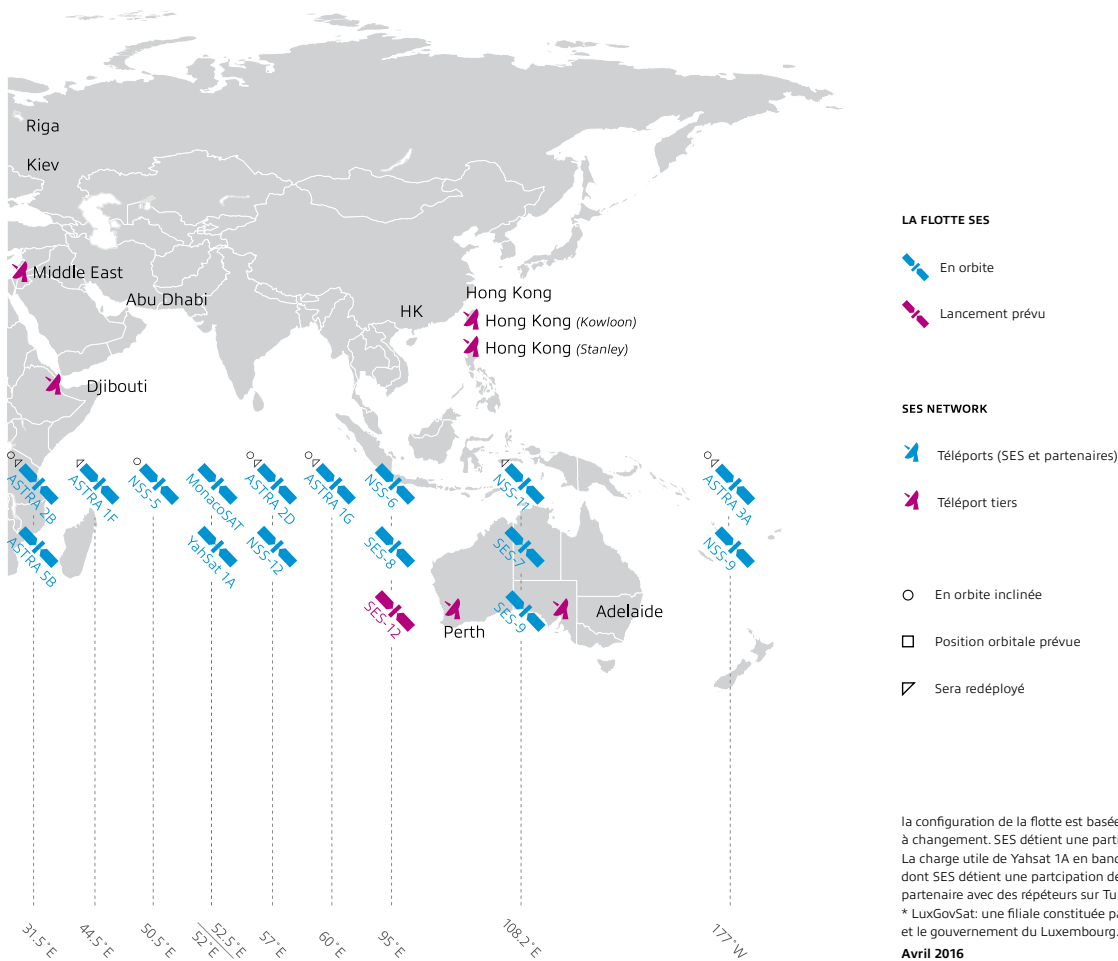 Riga
Kiev
Middle East
Abu Dhabi
HK
Hong Kong
Hong Kong (Kowloon)
Hong Kong (Stanley)
Djibouti
ASTRA 2B
ASTRA 1F
NSS-5
MonacoSAT
ASTRA 2D
ASTRA 1G
NSS-6
NSS-11
ASTRA 3A
ASTRA 5B
YahSat 1A
NSS-12
SES-8
SES-7
NSS-9
SES-12
SES-9
Perth
Adelaide
31.5°E
44.5°E
50.5°E
52.5°E
52°E
57°E
60°E
95°E
108.2°E
177°W
LA FLOTTE SES
En orbite
Lancement prévu
SES NETWORK
Téléports (SES et partenaires)
Téléport tiers
En orbite inclinée
Position orbitale prévue
Sera redéployé
la configuration de la flotte est basée
à changement. SES détient une parti
La charge utile de Yahsat 1A en banc
dont SES détient une partcipation de
partenaire avec des répéteurs sur Tu
* LuxGovSat: une filiale constituée pa
et le gouvernement du Luxembourg.
Avril 2016